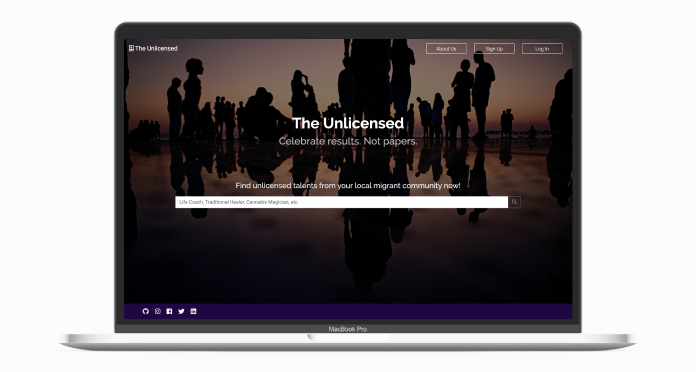 The Unlicensed
About Us
Sign Up
Log In
The Unlicensed
Celebrate results. Not papers.
Find unlicensed talents from your local migrant community now!
Life Coach, Traditional Healer, Cannabis Magician, etc
MacBook Pro